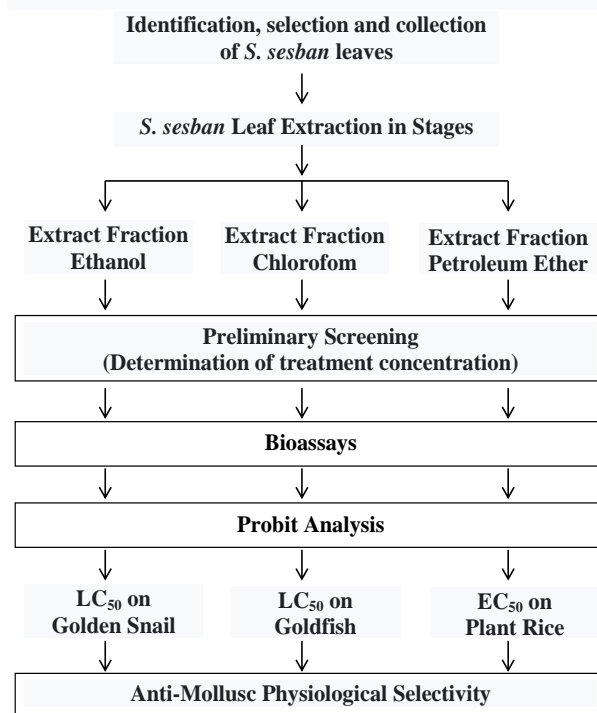 Identification, selection and collection
of S. sesban leaves
S. sesban Leaf Extraction in Stages
Extract Fraction
Ethanol
Extract Fraction
Chlorofom
Extract Fraction
Petroleum Ether
Preliminary Screening
(Determination of treatment concentration)
Bioassays
Probit Analysis
LC50 on
Golden Snail
LC50 on
Goldfish
EC50 on
Plant Rice
Anti-Mollusc Physiological Selectivity